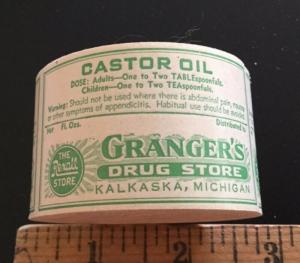 CASTOR OIL
DOSE: Adults—One to Two TABLEspoonfuls.
Children—One to Two TEAspoonfuls.
Warning: Should not be used where there is abdominal pain, nausea
or other symptoms of appendicitis. Habitual use should be avoided.
Net Fl. Ozs. Distributed by
THE
Rexall
STORE
GRANGER'S
DRUG STORE
KALKASKA, MICHIGAN
1
2
3